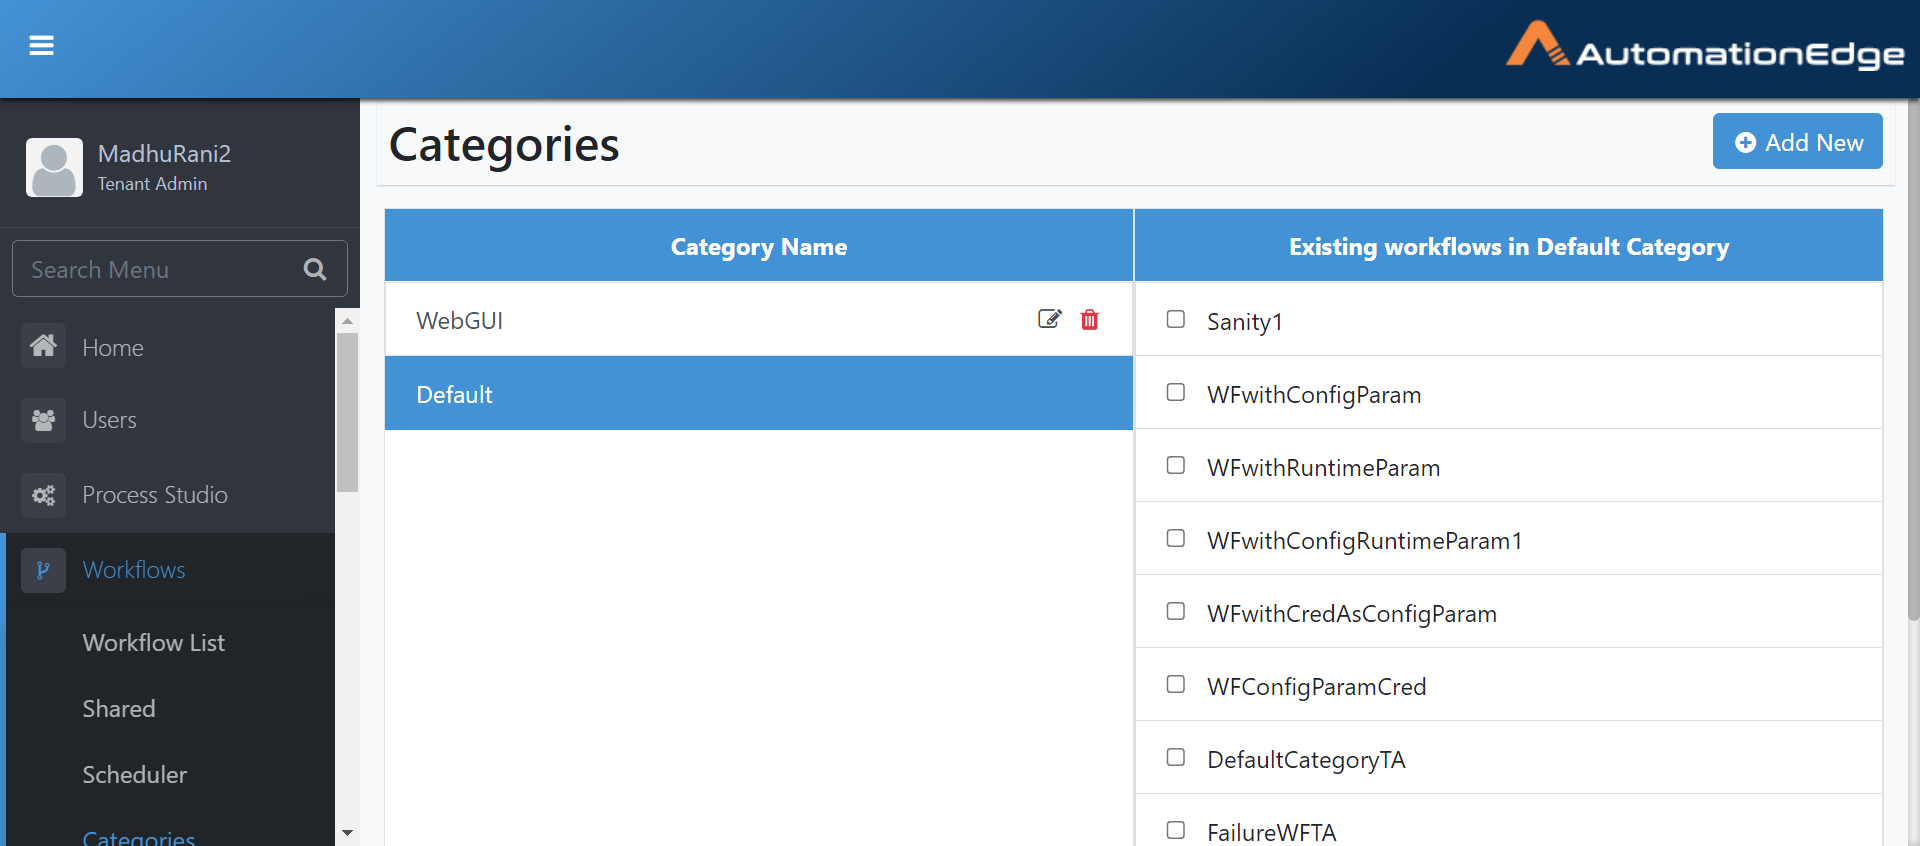 AutomationEdge
MadhuRani2
Tenant Admin
Search Menu
Home
Users
Process Studio
Workflows
Workflow List
Shared
Scheduler
Categories
Categories
Add New
Category Name
WebGUI
Default
Existing workflows in Default Category
Sanity1
WFwithConfigParam
WFwithRuntimeParam
WFwithConfigRuntimeParam1
WFwithCredAsConfigParam
WFConfigParamCred
DefaultCategoryTA
FailureWFTA